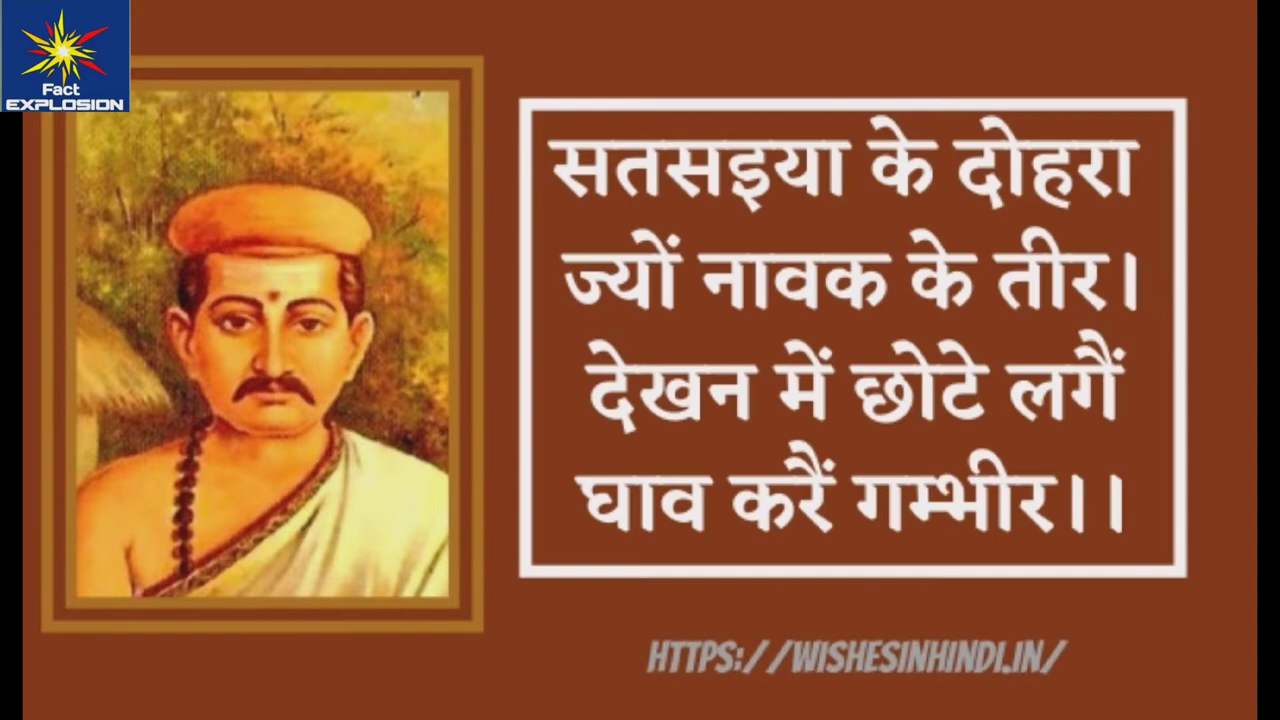 Fact
EXPLOSION
सतसइया के दोहरा
ज्यों नावक के तीर।
देखन में छोटे लगैं
घाव करैं गम्भीर।।
HTTPS://WISHESINHINDI.IN/